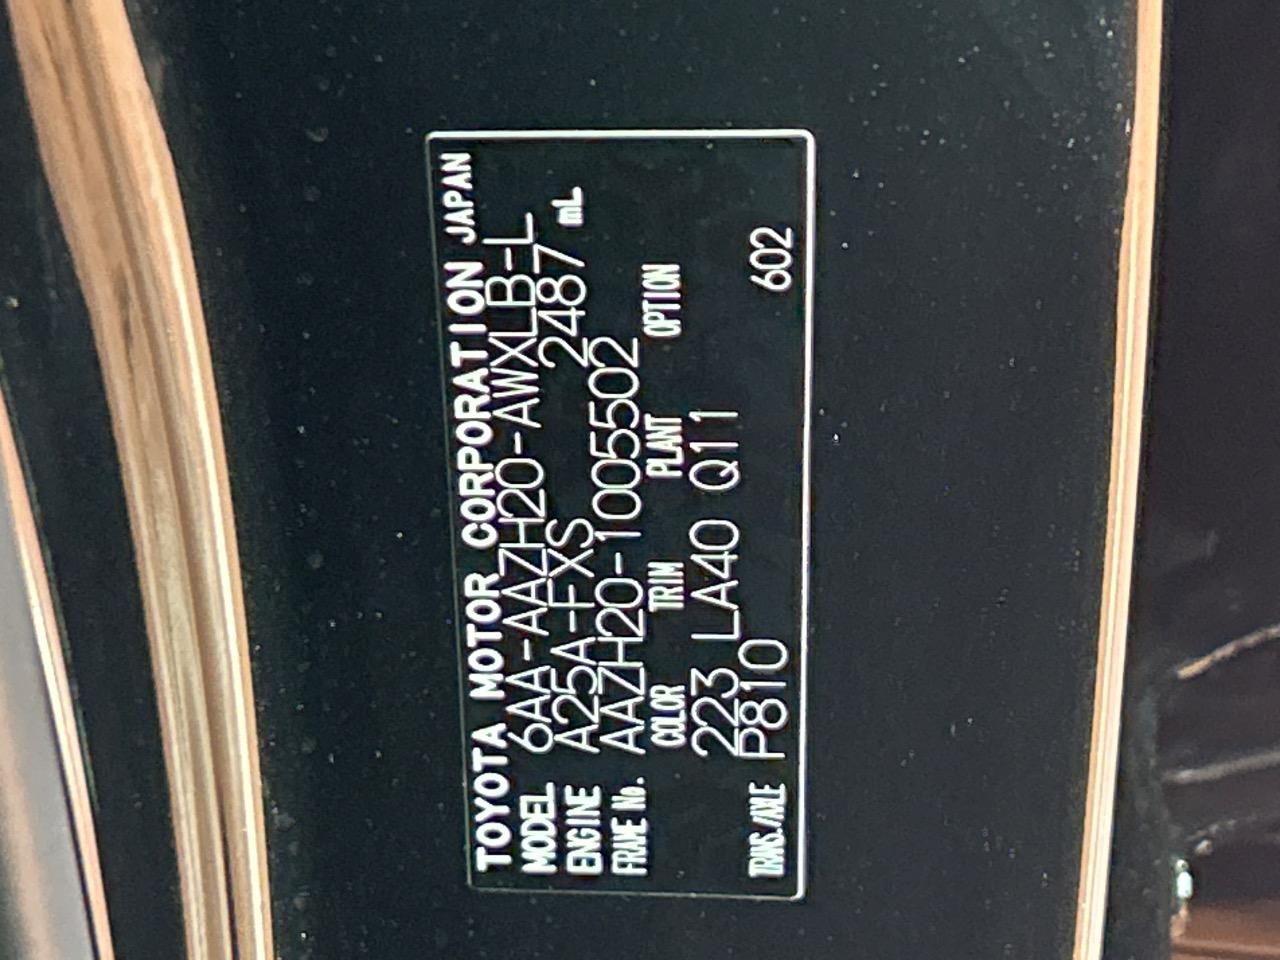 TOYOTA MOTOR CORPORATION JAPAN
MODEL 6AA-AAZH20-AWXLB-L
ENGINE A25A-FXS 2487 mL
FRAME No. AAZH20-1005502
COLOR TRIM PLANT OPTION
223 LA40 Q11
TRANS./AXLE P810 602